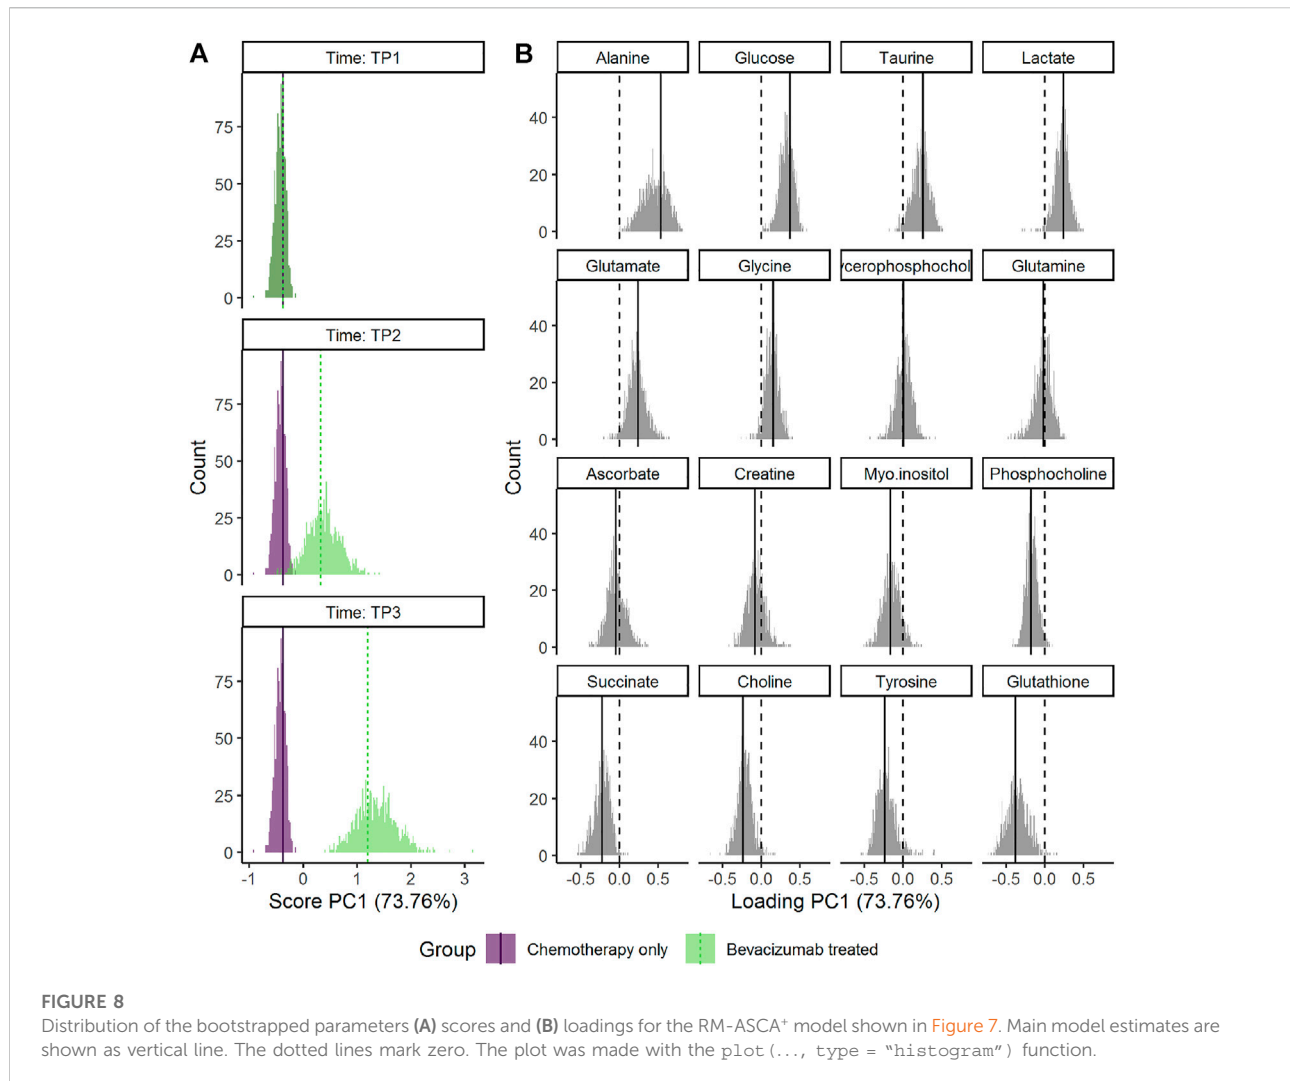 A
B
Time: TP1
75
50
25
0
Time: TP2
75
50
25
0
Time: TP3
75
50
25
0
Count
-1 0 1 2 3
Score PC1 (73.76%)
Alanine Glucose Taurine Lactate
40
20
0
Glutamate Glycine ycerophosphochol Glutamine
40
20
0
Ascorbate Creatine Myo.inositol Phosphocholine
40
20
0
Succinate Choline Tyrosine Glutathione
40
20
0
Count
-0.5 0.0 0.5 -0.5 0.0 0.5 -0.5 0.0 0.5 -0.5 0.0 0.5
Loading PC1 (73.76%)
Group Chemotherapy only Bevacizumab treated
FIGURE 8
Distribution of the bootstrapped parameters (A) scores and (B) loadings for the RM-ASCA+ model shown in Figure 7. Main model estimates are
shown as vertical line. The dotted lines mark zero. The plot was made with the plot(..., type = "histogram") function.